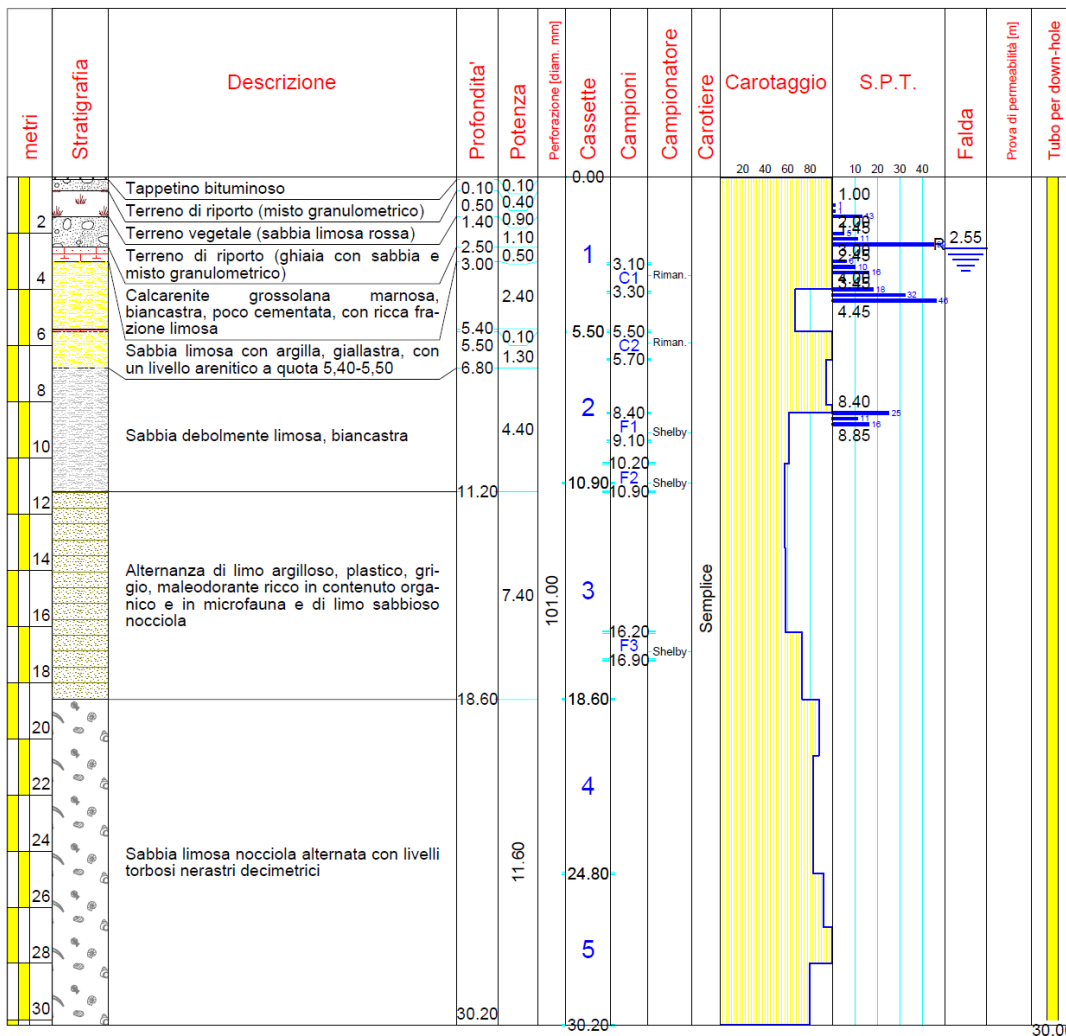 metri
Stratigrafia
Descrizione
Profondita'
Potenza
Perforazione [diam. mm]
Cassette
Campioni
Campionatore
Carotiere
Carotaggio
S.P.T.
Falda
Prova di permeabilità [m]
Tubo per down-hole
20 40 60 80
10 20 30 40
0.00
Tappetino bituminoso
0.10
0.10
Terreno di riporto (misto granulometrico)
0.50
0.40
Terreno vegetale (sabbia limosa rossa)
1.40
0.90
Terreno di riporto (ghiaia con sabbia e
misto granulometrico)
2.50
1.10
Calcarenite grossolana marnosa,
biancastra, poco cementata, con ricca fra-
zione limosa
3.00
0.50
Sabbia limosa con argilla, giallastra, con
un livello arenitico a quota 5,40-5,50
2.40
5.40
5.50
0.10
6.80
1.30
Sabbia debolmente limosa, biancastra
4.40
11.20
Alternanza di limo argilloso, plastico, gri-
gio, maleodorante ricco in contenuto orga-
nico e in microfauna e di limo sabbioso
nocciola
7.40
18.60
Sabbia limosa nocciola alternata con livelli
torbosi nerastri decimetrici
11.60
30.20
2
4
6
8
10
12
14
16
18
20
22
24
26
28
30
101.00
1
5.50
2
10.90
3
18.60
4
24.80
5
30.20
3.10
C1
3.30
Riman.
5.50
C2
5.70
Riman.
8.40
F1
9.10
Shelby
10.20
F2
10.90
Shelby
16.20
F3
16.90
Shelby
Semplice
1.00
1
1
13
1.45
5
11
R
10
16
18
32
46
4.45
8.40
25
11
16
8.85
2.55
30.00